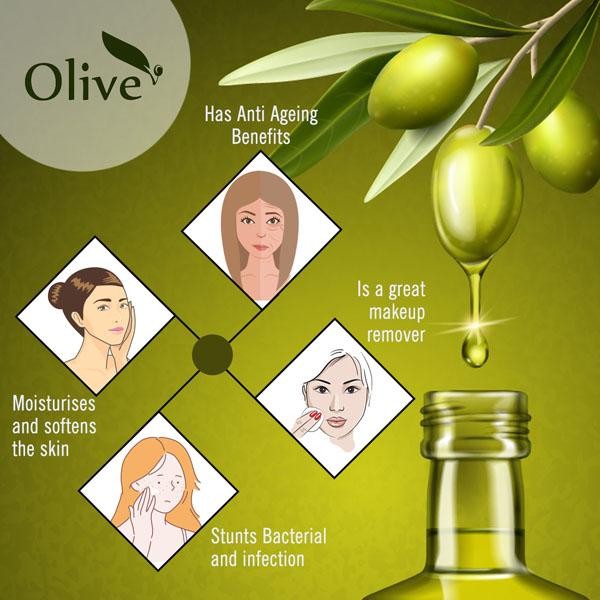 Olive
Has Anti Ageing
Benefits
Is a great
makeup
remover
Moisturises
and softens
the skin
Stunts Bacterial
and infection